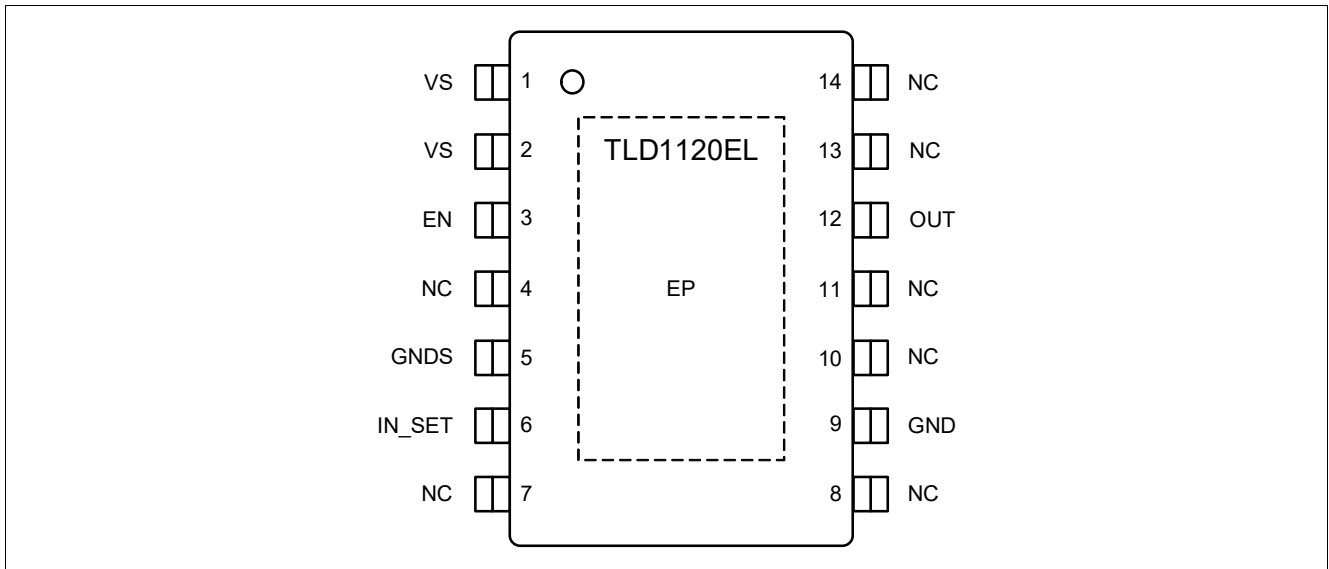 VS 1 14 NC
VS 2 TLD1120EL 13 NC
EN 3 12 OUT
NC 4 EP 11 NC
GNDS 5 10 NC
IN_SET 6 9 GND
NC 7 8 NC